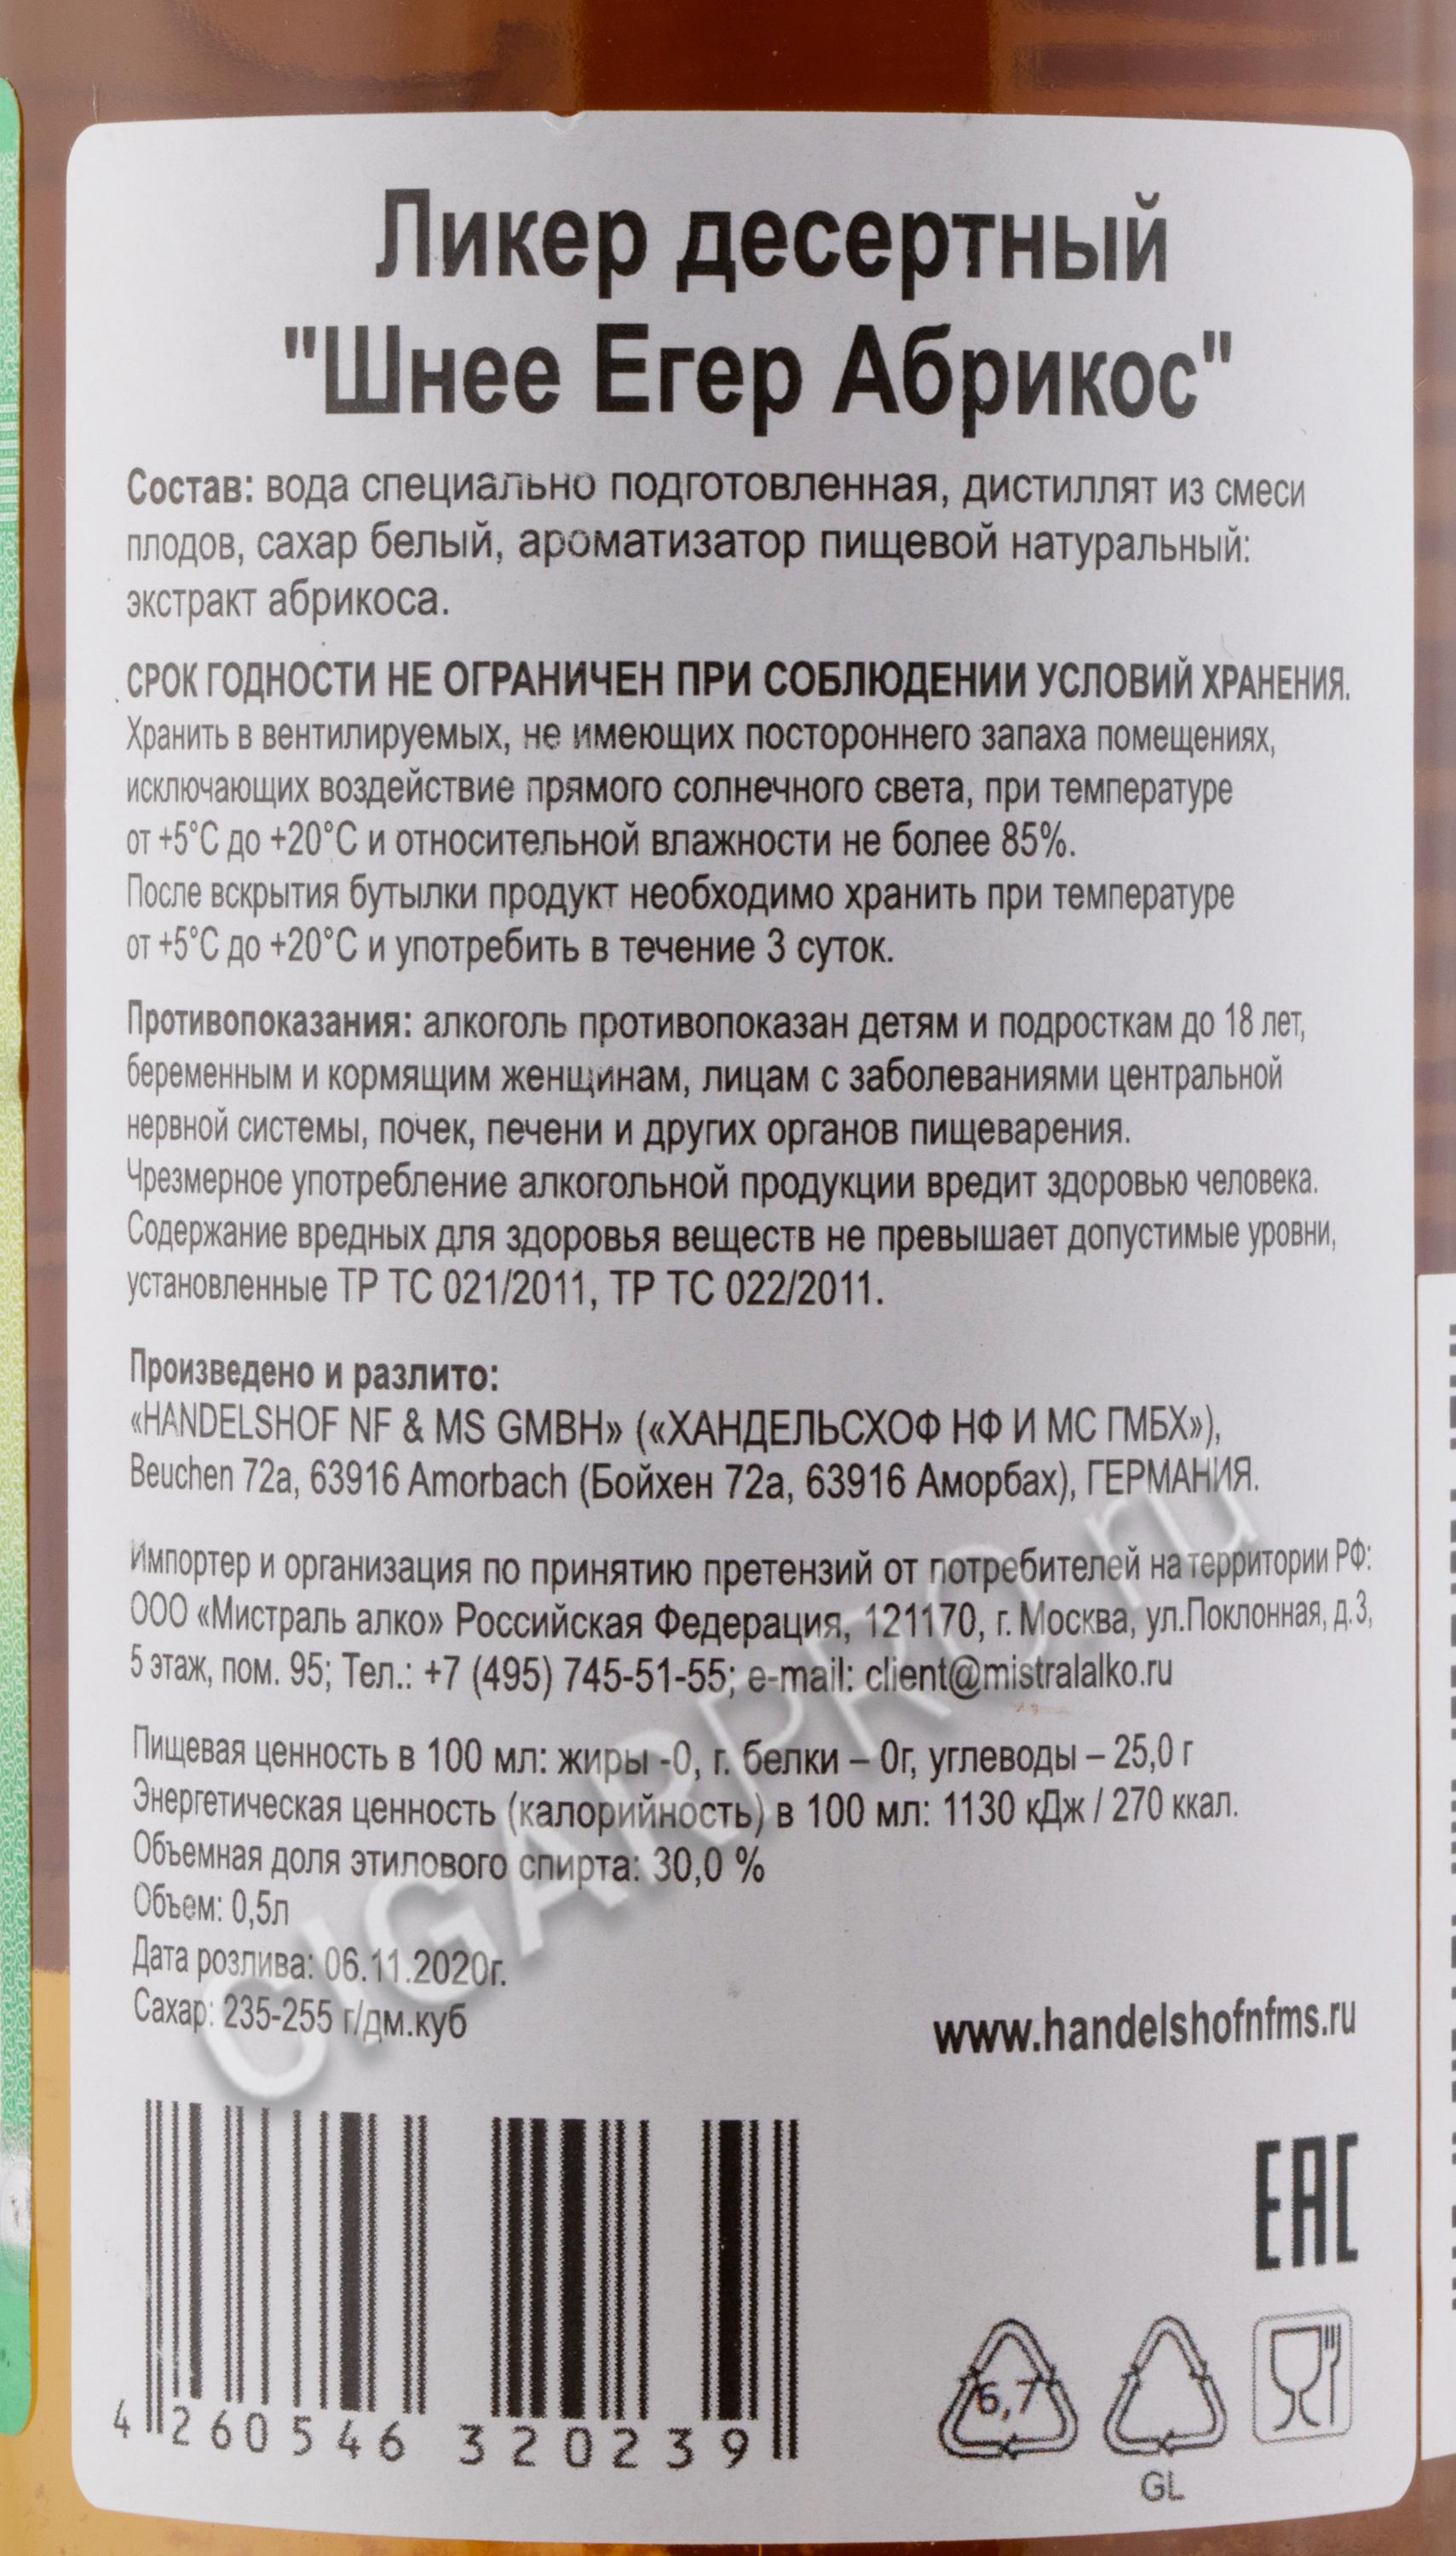 Ликер десертный
"Шнее Егер Абрикос"
Состав: вода специально подготовленная, дистиллят из смеси
плодов, сахар белый, ароматизатор пищевой натуральный:
экстракт абрикоса.
СРОК ГОДНОСТИ НЕ ОГРАНИЧЕН ПРИ СОБЛЮДЕНИИ УСЛОВИЙ ХРАНЕНИЯ.
Хранить в вентилируемых, не имеющих постороннего запаха помещениях,
исключающих воздействие прямого солнечного света, при температуре
от +5°С до +20°С и относительной влажности не более 85%.
После вскрытия бутылки продукт необходимо хранить при температуре
от +5°С до +20°С и употребить в течение 3 суток.
Противопоказания: алкоголь противопоказан детям и подросткам до 18 лет,
беременным и кормящим женщинам, лицам с заболеваниями центральной
нервной системы, почек, печени и других органов пищеварения.
Чрезмерное употребление алкогольной продукции вредит здоровью человека.
Содержание вредных для здоровья веществ не превышает допустимые уровни,
установленные ТР ТС 021/2011, ТР ТС 022/2011.
Произведено и разлито:
«HANDELSHOF NF & MS GMBH» («ХАНДЕЛЬСХОФ НФ И МС ГМБХ»),
Beuchen 72a, 63916 Amorbach (Бойхен 72а, 63916 Аморбах), ГЕРМАНИЯ.
Импортер и организация по принятию претензий от потребителей на территории РФ:
ООО «Мистраль алко» Российская Федерация, 121170, г. Москва, ул.Поклонная, д.3,
5 этаж, пом. 95; Тел.: +7 (495) 745-51-55; e-mail: client@mistralalko.ru
Пищевая ценность в 100 мл: жиры -0, г. белки – 0г, углеводы – 25,0 г
Энергетическая ценность (калорийность) в 100 мл: 1130 кДж / 270 ккал.
Объемная доля этилового спирта: 30,0 %
Объем: 0,5л
Дата розлива: 06.11.2020г.
Сахар: 235-255 г/дм.куб
www.handelshofnfms.ru
CIGARPRO.ru
EAC
4 260546 320239
6,7
GL